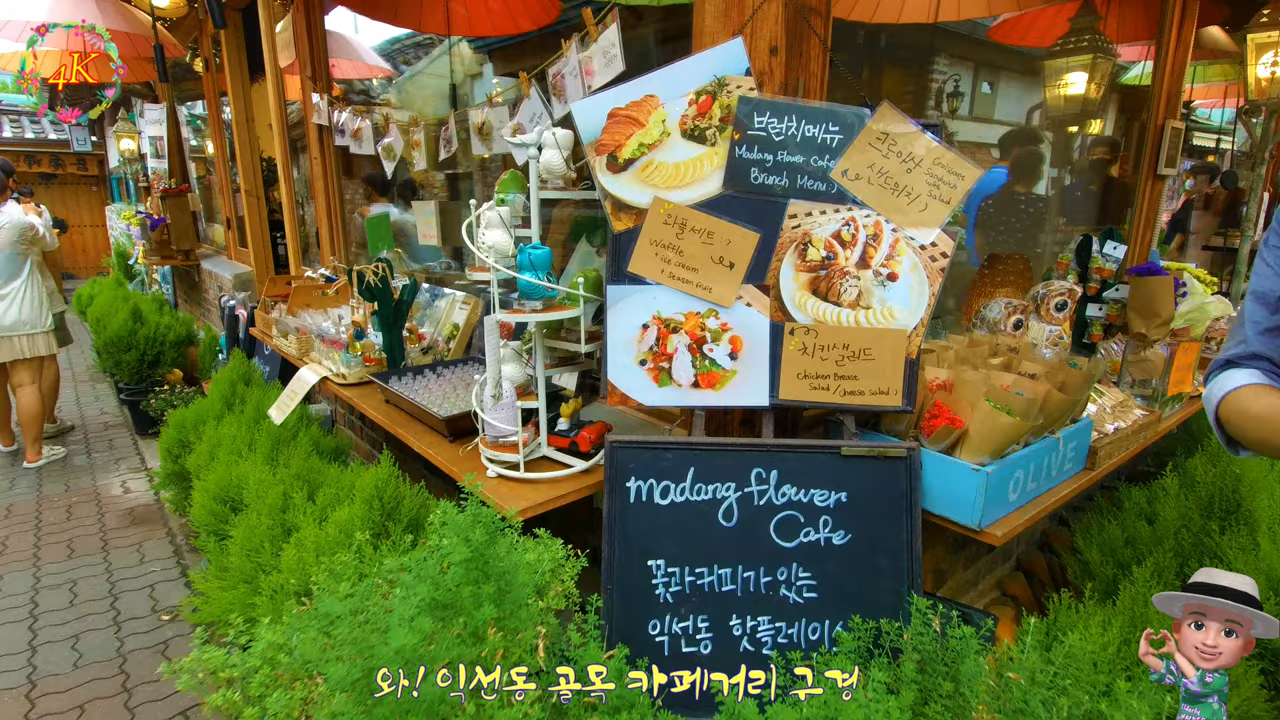 4K
브런치메뉴
Madang Flower Cafe
Brunch Menu :)
크로와상
산드위치 :)
Croissant
Sandwich
with
Salad
와플세트 :)
Waffle
+ ice cream
+ season fruit
치킨샐러드
Chicken Breast
Salad / Cheese salad )
OLIVE
madang flower
Cafe
꽃과 커피가 있는
익선동 핫플레이스
와! 익선동 골목 카페거리 구경